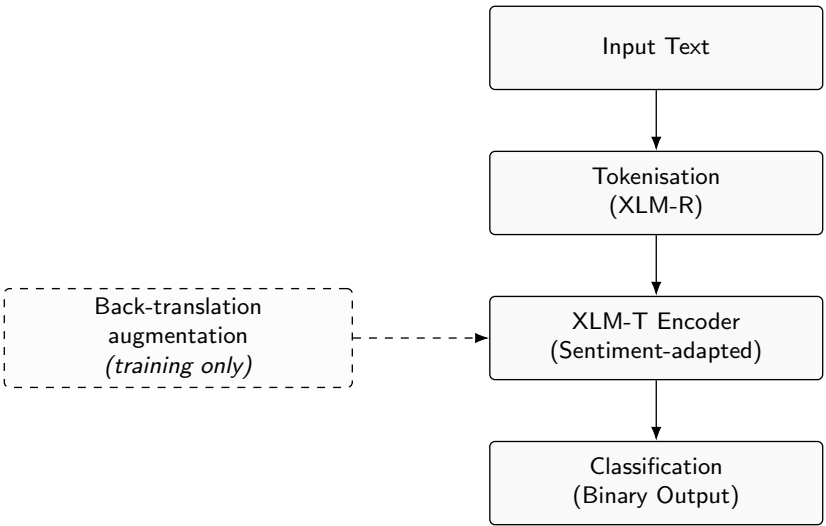 Input Text
Tokenisation
(XLM-R)
Back-translation
augmentation
(training only)
XLM-T Encoder
(Sentiment-adapted)
Classification
(Binary Output)